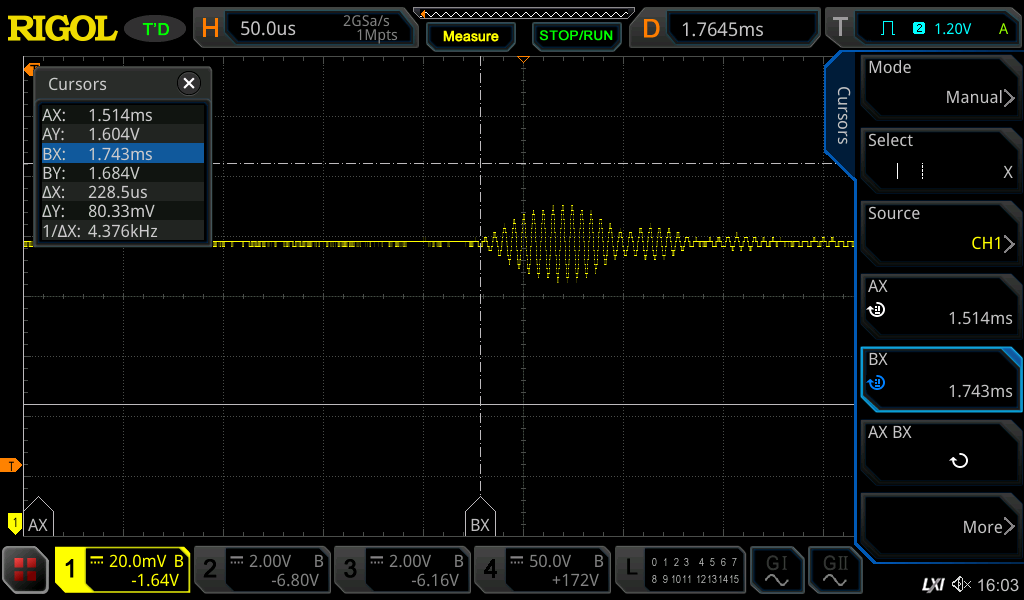 RIGOL T'D H 50.0us 2GSa/s 1Mpts Measure STOP/RUN D 1.7645ms T 2 1.20V A
T
Cursors
AX: 1.514ms
AY: 1.604V
BX: 1.743ms
BY: 1.684V
ΔX: 228.5us
ΔY: 80.33mV
1/ΔX: 4.376kHz
T
1
AX BX
Cursors
Mode
Manual
Select
X
Source
CH1
AX
1.514ms
BX
1.743ms
AX BX
More
1 20.0mV B
-1.64V
2 2.00V B
-6.80V
3 2.00V B
-6.16V
4 50.0V B
+172V
L 0 1 2 3 4 5 6 7
8 9 10 11 12 13 14 15
GI
GII
LXI 16:03